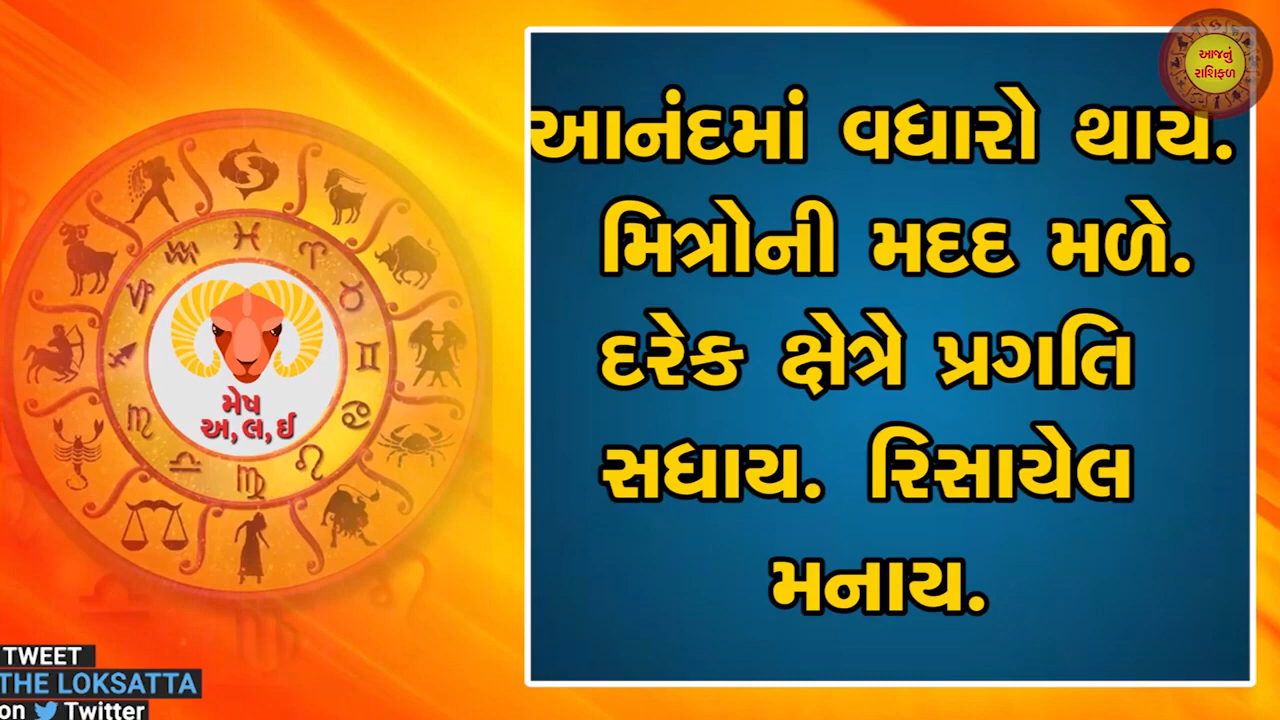 આજનું
રાશિફળ
આનંદમાં વધારો થાય.
મિત્રોની મદદ મળે.
દરેક ક્ષેત્રે પ્રગતિ
સધાય. રિસાયેલ
મનાય.
મેષ
અ, લ, ઈ
TWEET
THE LOKSATTA
on Twitter